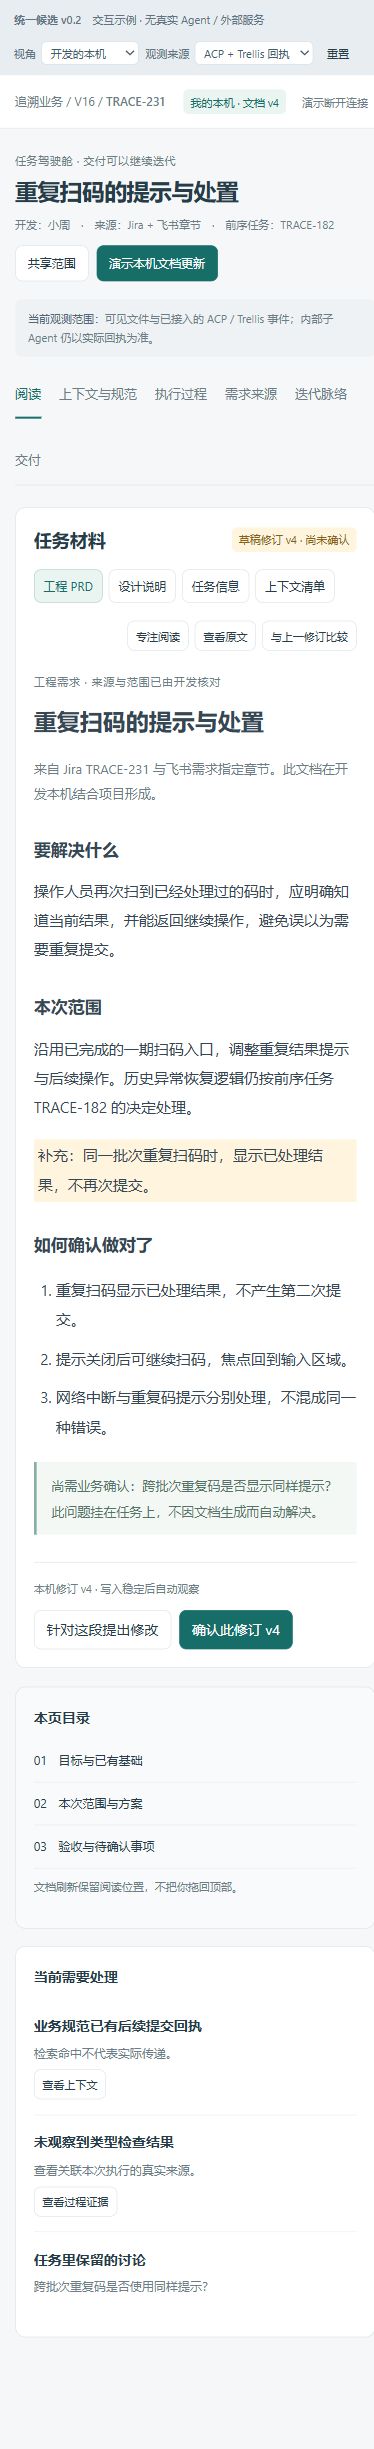 统一候选 v0.2 交互示例 · 无真实 Agent / 外部服务
视角 开发的本机 观测来源 ACP + Trellis 回执 重置
追溯业务 / V16 / TRACE-231 我的本机 · 文档 v4 演示断开连接
任务驾驶舱 · 交付可以继续迭代
重复扫码的提示与处置
开发：小周 · 来源：Jira + 飞书章节 · 前序任务：TRACE-182
共享范围 演示本机文档更新
当前观测范围：可见文件与已接入的 ACP / Trellis 事件；内部子
Agent 仍以实际回执为准。
阅读 上下文与规范 执行过程 需求来源 迭代脉络
交付
任务材料 草稿修订 v4 · 尚未确认
工程 PRD 设计说明 任务信息 上下文清单
专注阅读 查看原文 与上一修订比较
工程需求 · 来源与范围已由开发核对
重复扫码的提示与处置
来自 Jira TRACE-231 与飞书需求指定章节。此文档在开
发本机结合项目形成。
要解决什么
操作人员再次扫到已经处理过的码时，应明确知
道当前结果，并能返回继续操作，避免误以为需
要重复提交。
本次范围
沿用已完成的一期扫码入口，调整重复结果提示
与后续操作。历史异常恢复逻辑仍按前序任务
TRACE-182 的决定处理。
补充：同一批次重复扫码时，显示已处理结
果，不再次提交。
如何确认做对了
1. 重复扫码显示已处理结果，不产生第二次提
交。
2. 提示关闭后可继续扫码，焦点回到输入区域。
3. 网络中断与重复码提示分别处理，不混成同一
种错误。
尚需业务确认：跨批次重复码是否显示同样提示？
此问题挂在任务上，不因文档生成而自动解决。
本机修订 v4 · 写入稳定后自动观察
针对这段提出修改 确认此修订 v4
本页目录
01 目标与已有基础
02 本次范围与方案
03 验收与待确认事项
文档刷新保留阅读位置，不把你拖回顶部。
当前需要处理
业务规范已有后续提交回执
检索命中不代表实际传递。
查看上下文
未观察到类型检查结果
查看关联本次执行的真实来源。
查看过程证据
任务里保留的讨论
跨批次重复码是否使用同样提示？